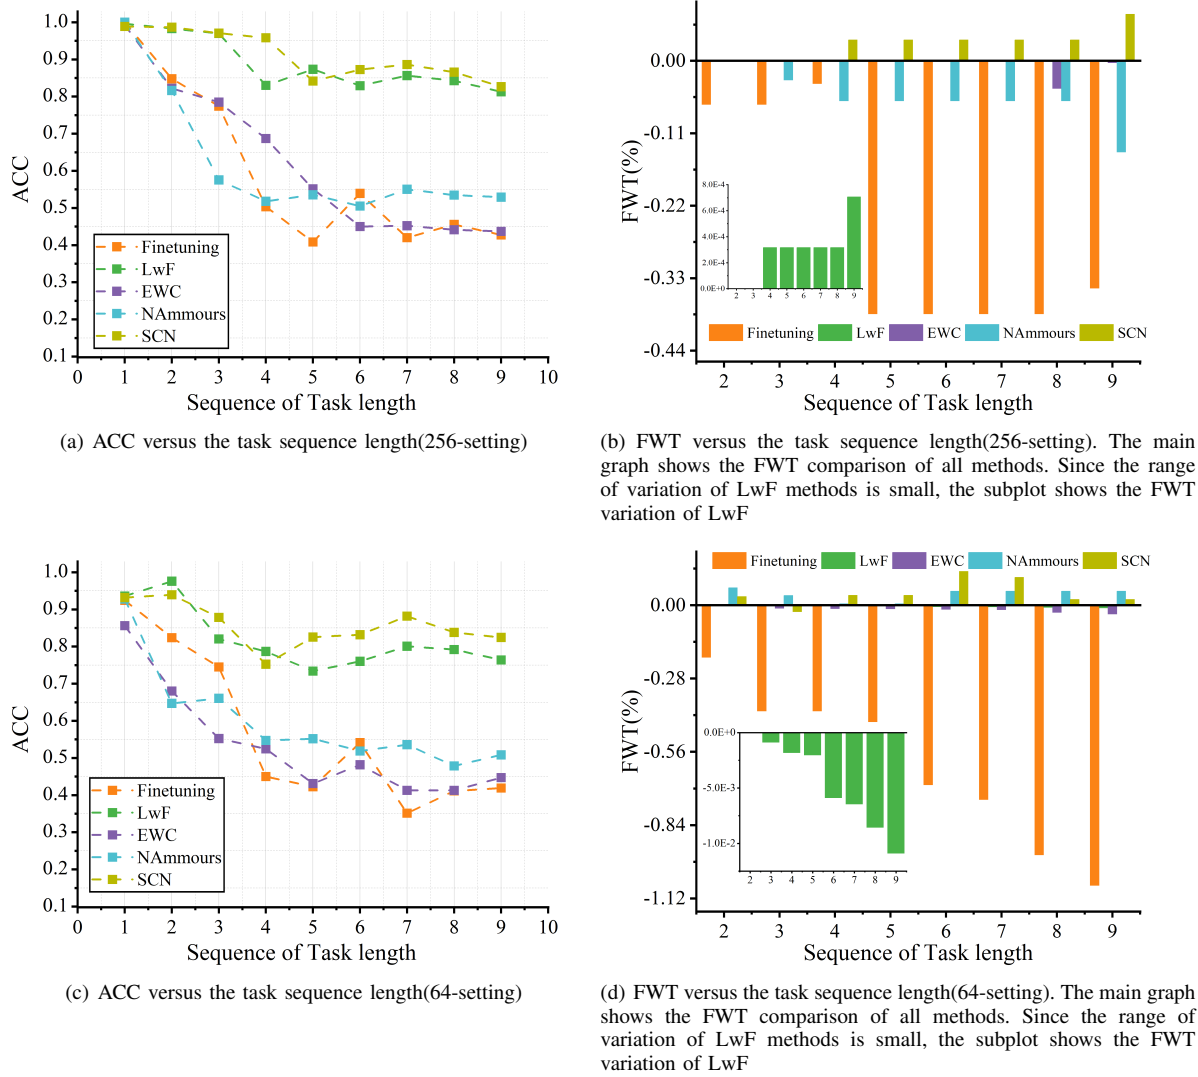 1.0
0.9
0.8
0.7
0.6
0.5
0.4
0.3
0.2
0.1
ACC
0 1 2 3 4 5 6 7 8 9 10
Sequence of Task length
Finetuning
LwF
EWC
NAmmours
SCN
(a) ACC versus the task sequence length(256-setting)
-0.00
-0.11
-0.22
-0.33
-0.44
FWT(%)
8.0E-4
6.0E-4
4.0E-4
2.0E-4
0.0E+0
2 3 4 5 6 7 8 9
Finetuning LwF EWC NAmmours SCN
2 3 4 5 6 7 8 9
Sequence of Task length
(b) FWT versus the task sequence length(256-setting). The main
graph shows the FWT comparison of all methods. Since the range
of variation of LwF methods is small, the subplot shows the FWT
variation of LwF
1.0
0.9
0.8
0.7
0.6
0.5
0.4
0.3
0.2
0.1
ACC
0 1 2 3 4 5 6 7 8 9 10
Sequence of Task length
Finetuning
LwF
EWC
NAmmours
SCN
(c) ACC versus the task sequence length(64-setting)
Finetuning LwF EWC NAmmours SCN
0.00
-0.28
-0.56
-0.84
-1.12
FWT(%)
0.0E+0
-5.0E-3
-1.0E-2
2 3 4 5 6 7 8 9
2 3 4 5 6 7 8 9
Sequence of Task length
(d) FWT versus the task sequence length(64-setting). The main graph
shows the FWT comparison of all methods. Since the range of
variation of LwF methods is small, the subplot shows the FWT
variation of LwF